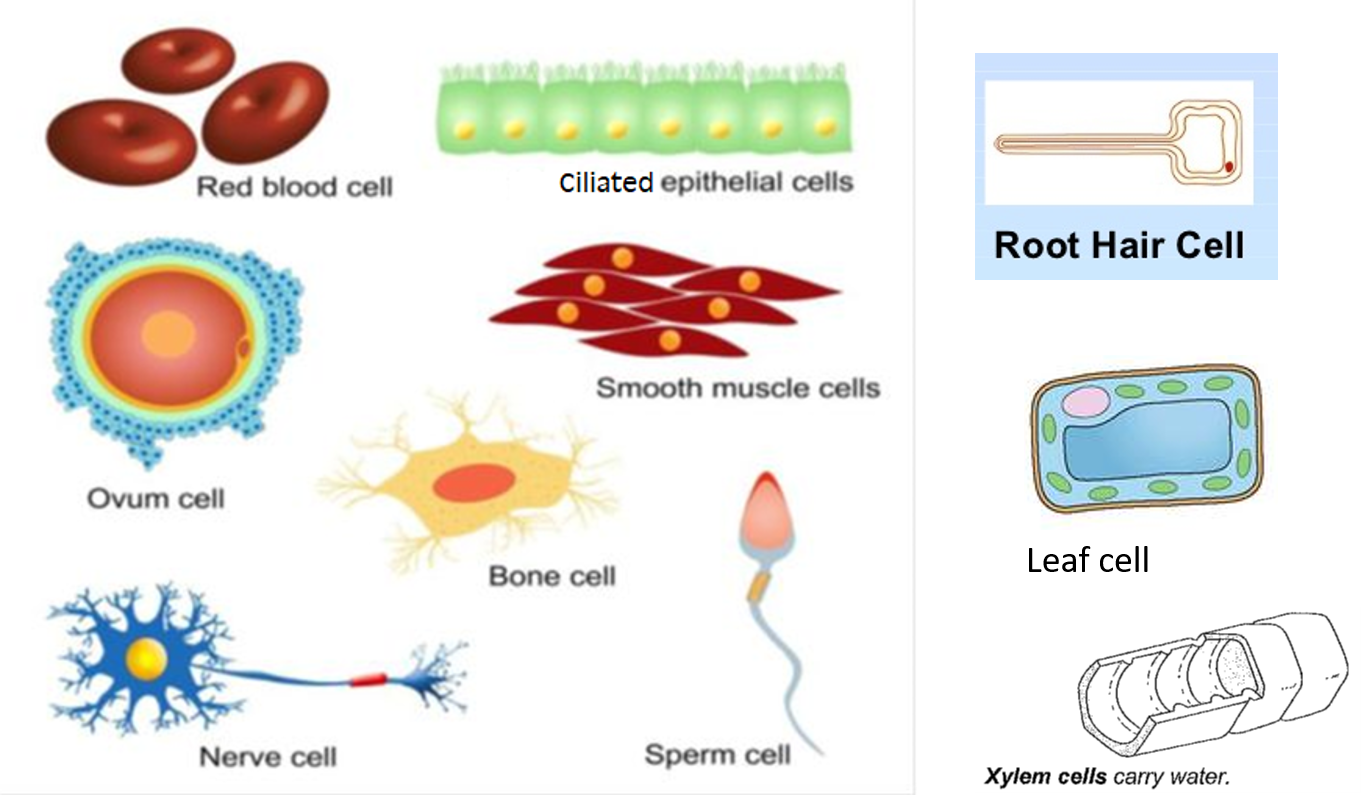 Red blood cell
Ciliated epithelial cells
Ovum cell
Smooth muscle cells
Bone cell
Nerve cell
Sperm cell
Root Hair Cell
Leaf cell
Xylem cells carry water.